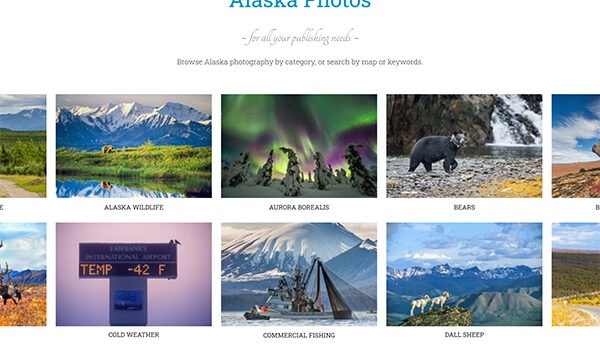 Alaska Photos
~ for all your publishing needs ~
Browse Alaska photography by category, or search by map or keywords.
E
ALASKA WILDLIFE
AURORA BOREALIS
BEARS
B
FAIRBANKS
INTERNATIONAL AIRPORT
TEMP -42 F
COLD WEATHER
COMMERCIAL FISHING
DALL SHEEP